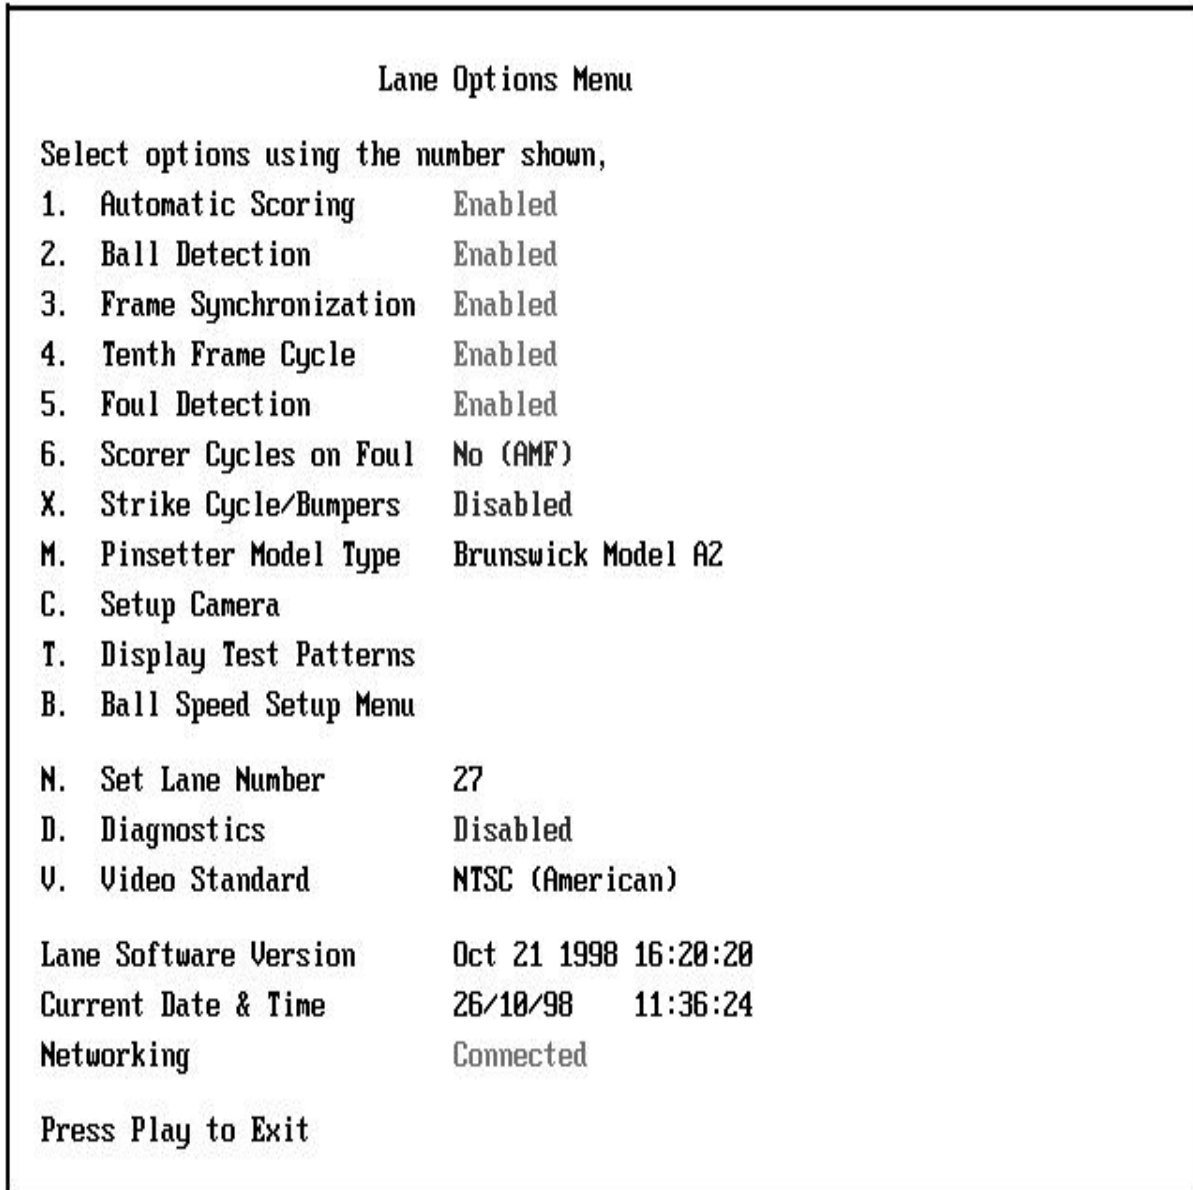 Lane Options Menu
Select options using the number shown,
1. Automatic Scoring Enabled
2. Ball Detection Enabled
3. Frame Synchronization Enabled
4. Tenth Frame Cycle Enabled
5. Foul Detection Enabled
6. Scorer Cycles on Foul No (AMF)
X. Strike Cycle/Bumpers Disabled
M. Pinsetter Model Type Brunswick Model A2
C. Setup Camera
T. Display Test Patterns
B. Ball Speed Setup Menu
N. Set Lane Number 27
D. Diagnostics Disabled
V. Video Standard NTSC (American)
Lane Software Version Oct 21 1998 16:20:20
Current Date & Time 26/10/98 11:36:24
Networking Connected
Press Play to Exit